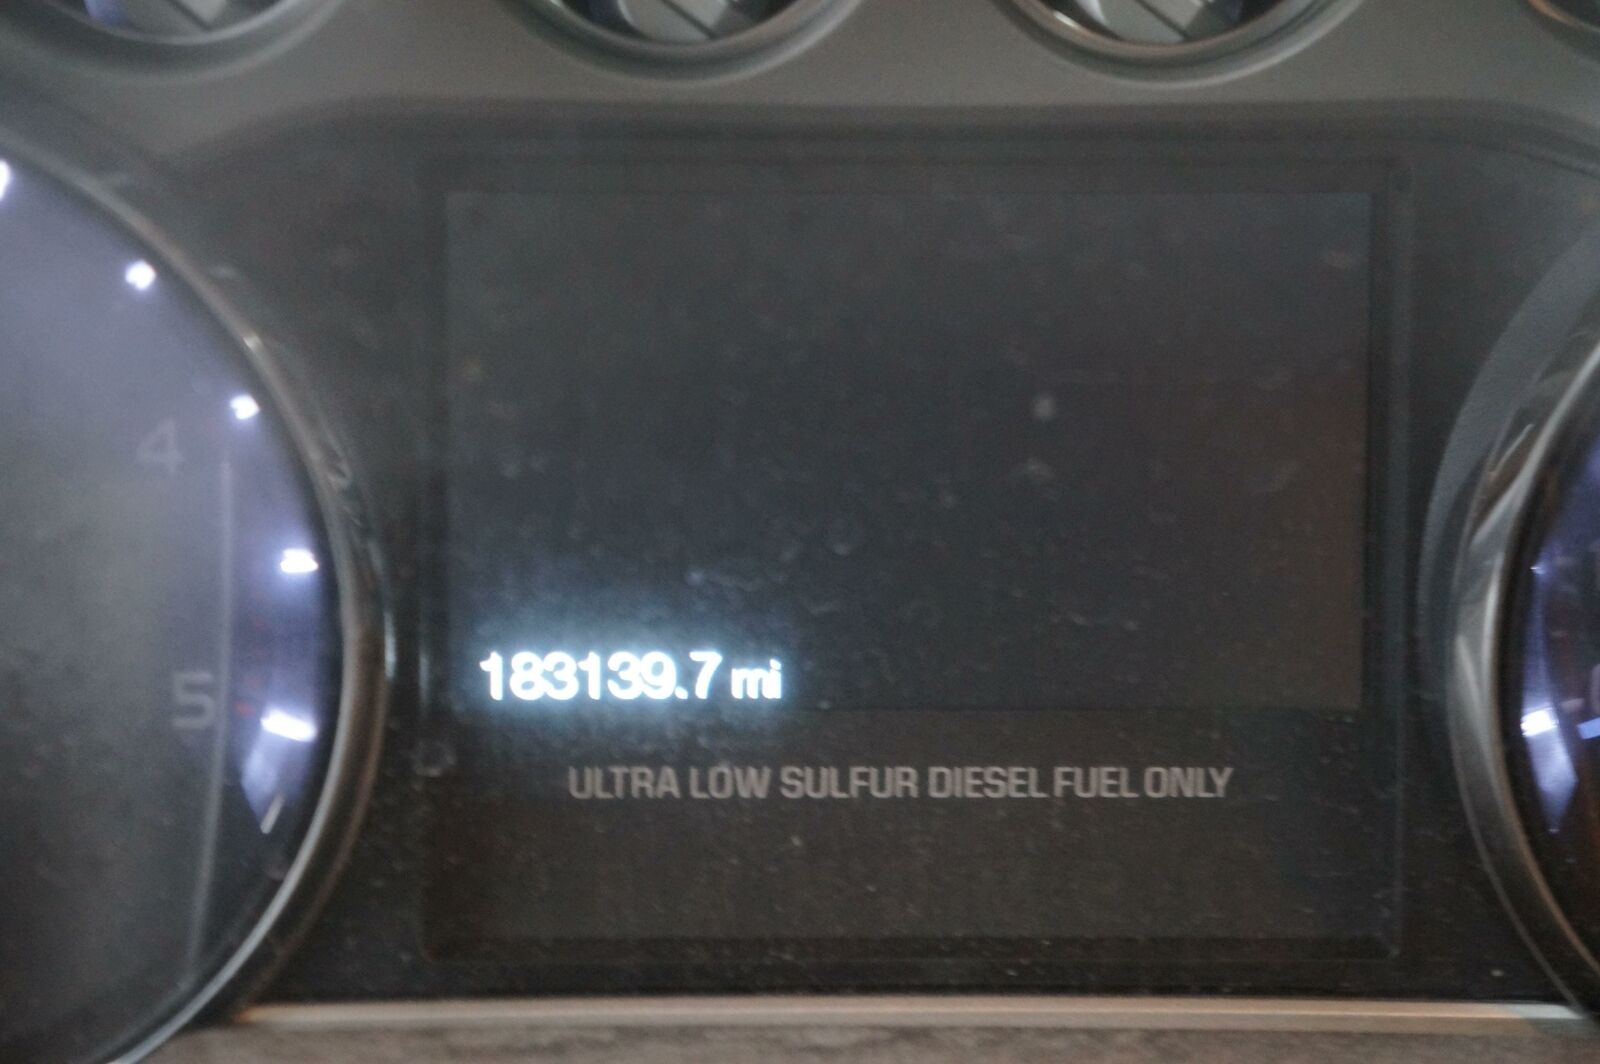 4
5
183139.7 mi
ULTRA LOW SULFUR DIESEL FUEL ONLY